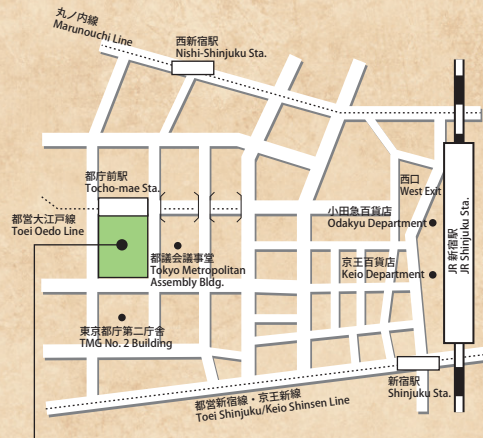 丸ノ内線
Marunouchi Line
西新宿駅
Nishi-Shinjuku Sta.
都庁前駅
Tocho-mae Sta.
都営大江戸線
Toei Oedo Line
都議会議事堂
Tokyo Metropolitan
Assembly Bldg.
東京都庁第二庁舎
TMG No. 2 Building
西口
West Exit
小田急百貨店
Odakyu Department
京王百貨店
Keio Department
JR 新宿駅
JR Shinjuku Sta.
新宿駅
Shinjuku Sta.
都営新宿線・京王新線
Toei Shinjuku/Keio Shinsen Line